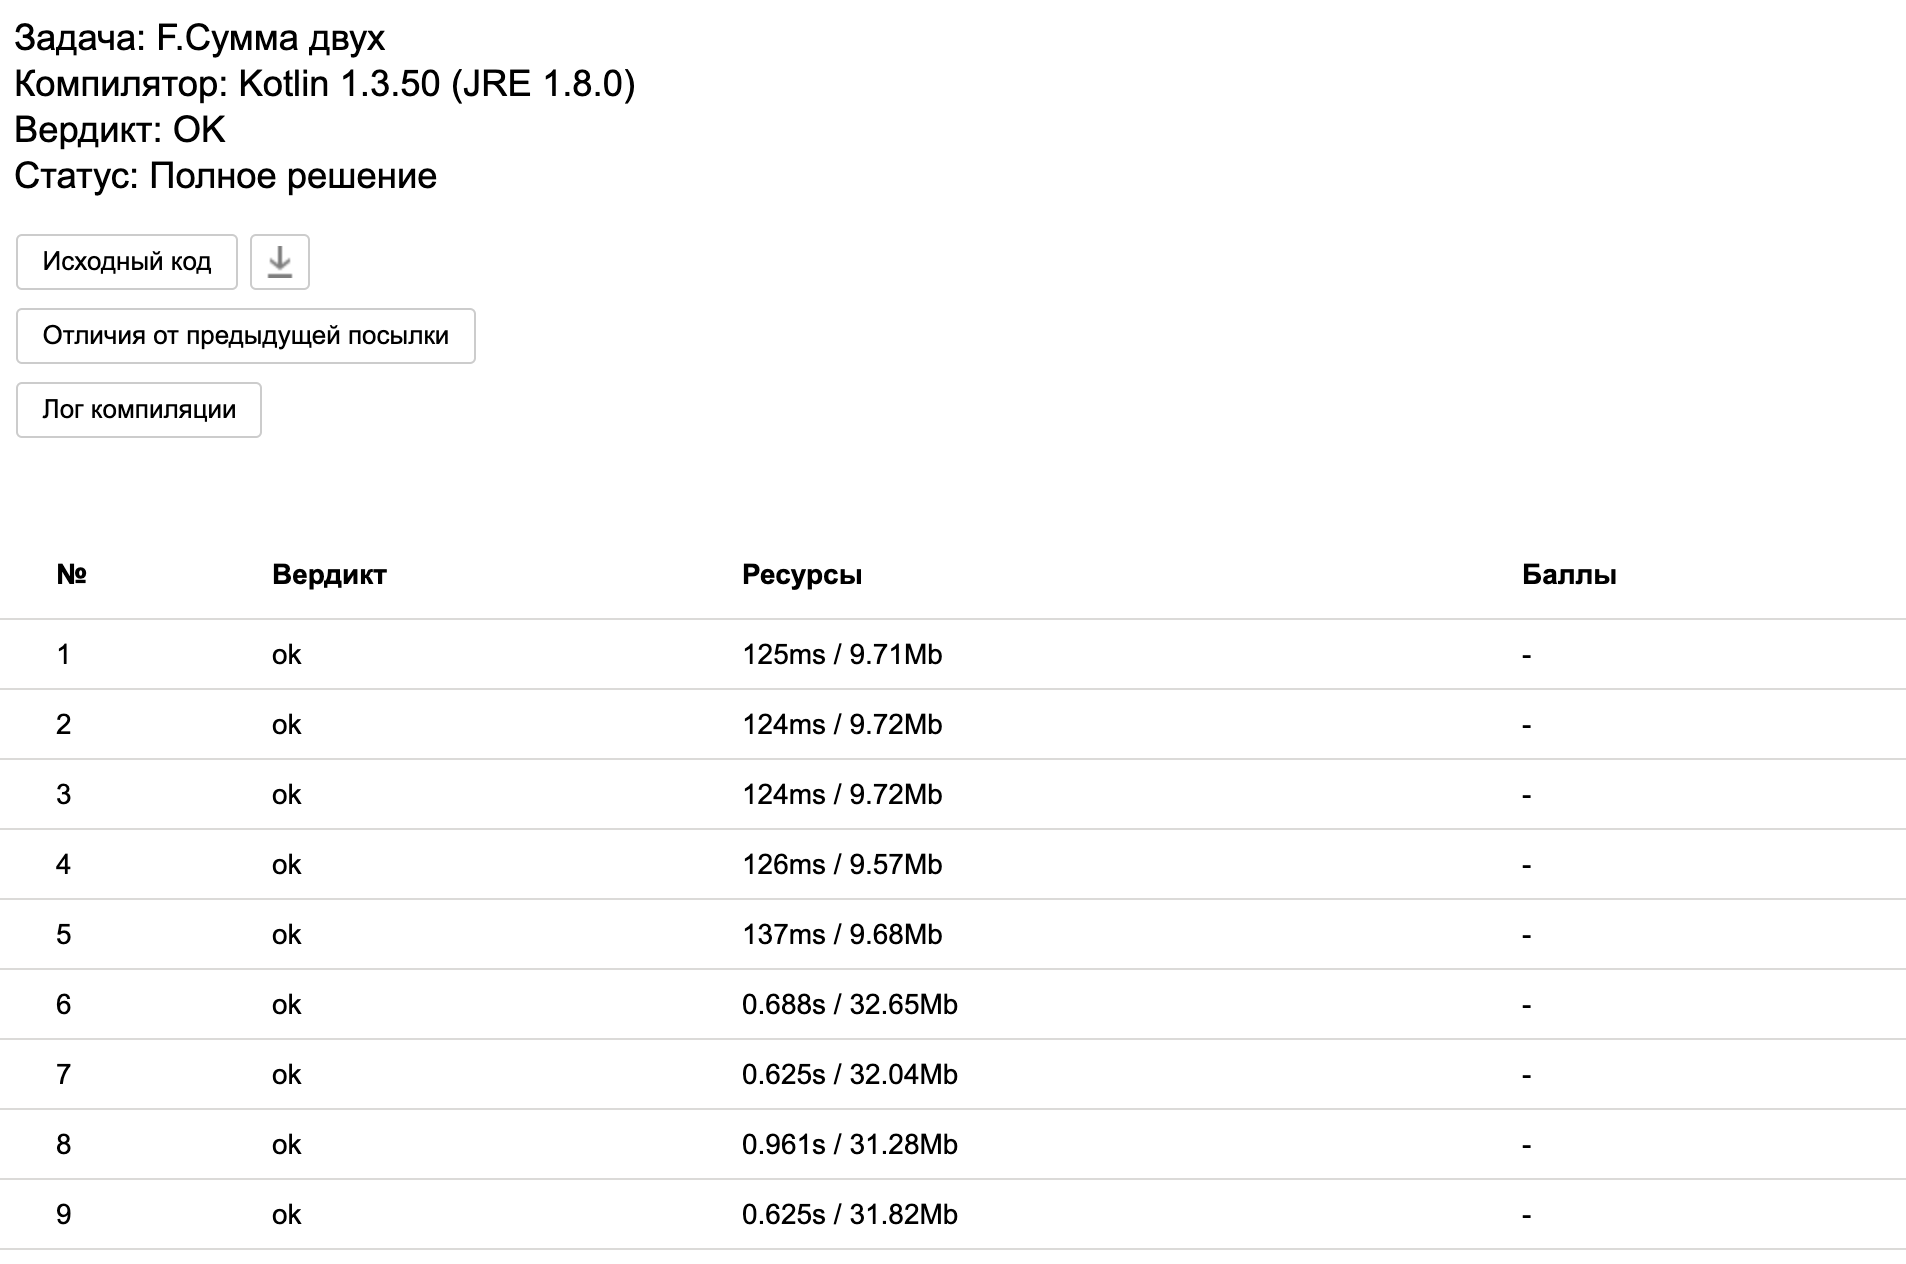 Задача: F.Сумма двух
Компилятор: Kotlin 1.3.50 (JRE 1.8.0)
Вердикт: OK
Статус: Полное решение
Исходный код
Отличия от предыдущей посылки
Лог компиляции
№ Вердикт Ресурсы Баллы
1 ok 125ms / 9.71Mb -
2 ok 124ms / 9.72Mb -
3 ok 124ms / 9.72Mb -
4 ok 126ms / 9.57Mb -
5 ok 137ms / 9.68Mb -
6 ok 0.688s / 32.65Mb -
7 ok 0.625s / 32.04Mb -
8 ok 0.961s / 31.28Mb -
9 ok 0.625s / 31.82Mb -